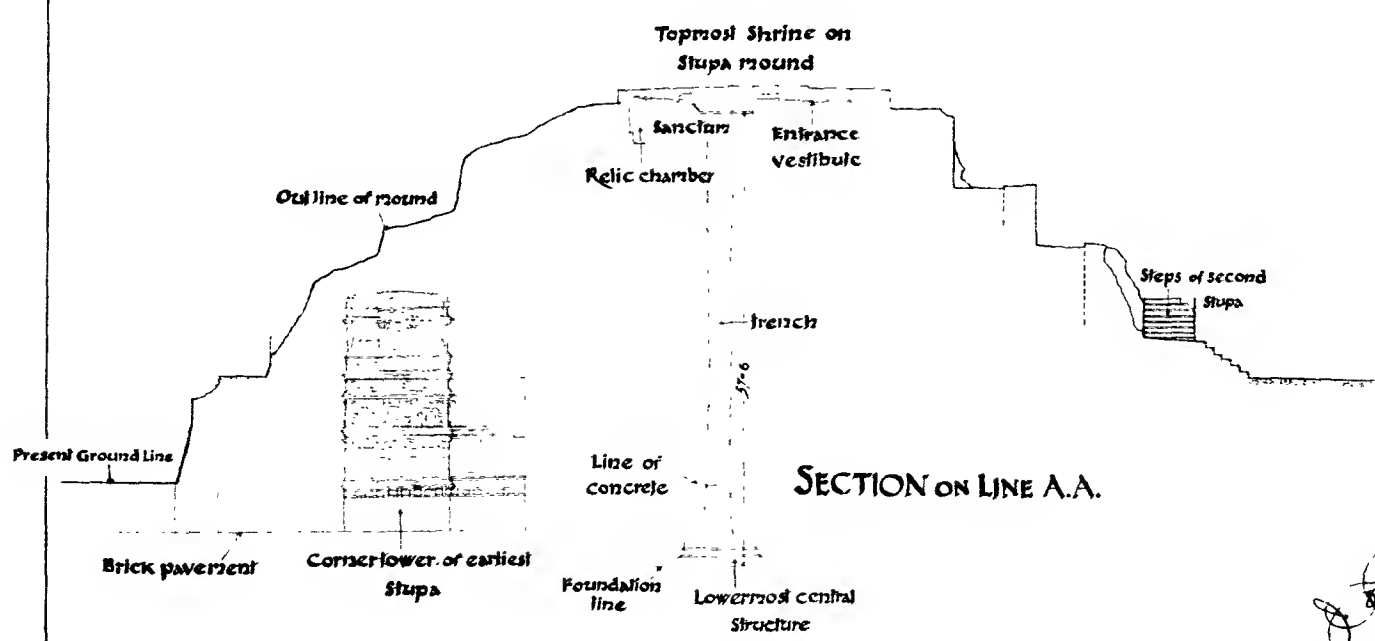 Topmost Shrine on
Stupa mound
Sanctum
Entrance
vestibule
Relic chamber
Outline of mound
Steps of second
Stupa
trench
57'-6
Present Ground Line
Line of
concrete
SECTION ON LINE A.A.
Brick pavement
Corner tower of earliest
Stupa
Foundation
line
Lowermost central
Structure